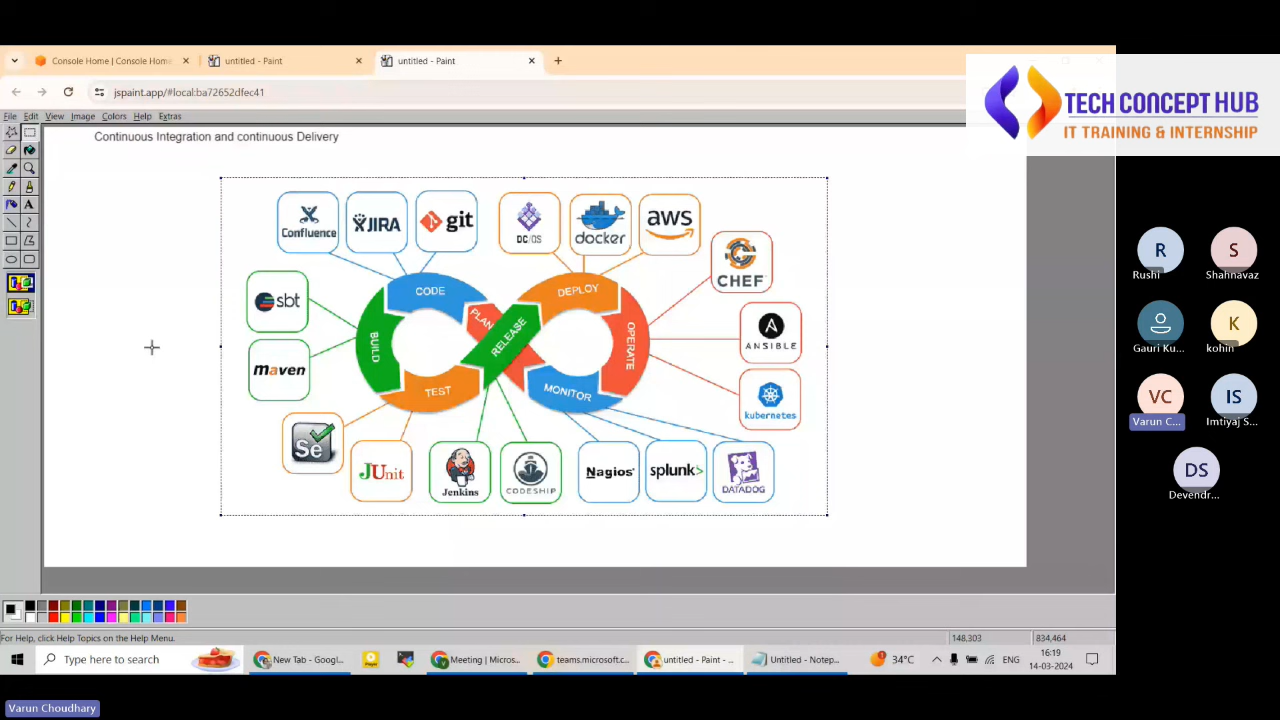 Console Home | Console Hom
untitled - Paint
untitled - Paint
jspaint.app/#local:ba72652dfec41
TECH CONCEPT HUB
IT TRAINING & INTERNSHIP
File Edit View Image Colors Help Extras
Continuous Integration and continuous Delivery
Confluence
JIRA
git
DC/OS
docker
aws
CHEF
sbt
CODE
DEPLOY
PLAN
RELEASE
BUILD
OPERATE
ANSIBLE
maven
TEST
MONITOR
kubernetes
Se
JUnit
Jenkins
CODESHIP
Nagios
splunk>
DATADOG
R
Rushi
S
Shahnavaz
Gauri Ku...
K
kohin
VC
Varun C...
IS
Imtiyaj S...
DS
Devendr...
For Help, click Help Topics on the Help Menu.
148,303
834,464
Type here to search
New Tab - Googl...
Meeting | Micros...
teams.microsoft.c...
untitled - Paint - ...
Untitled - Notep...
34°C
ENG
16:19
14-03-2024
Varun Choudhary